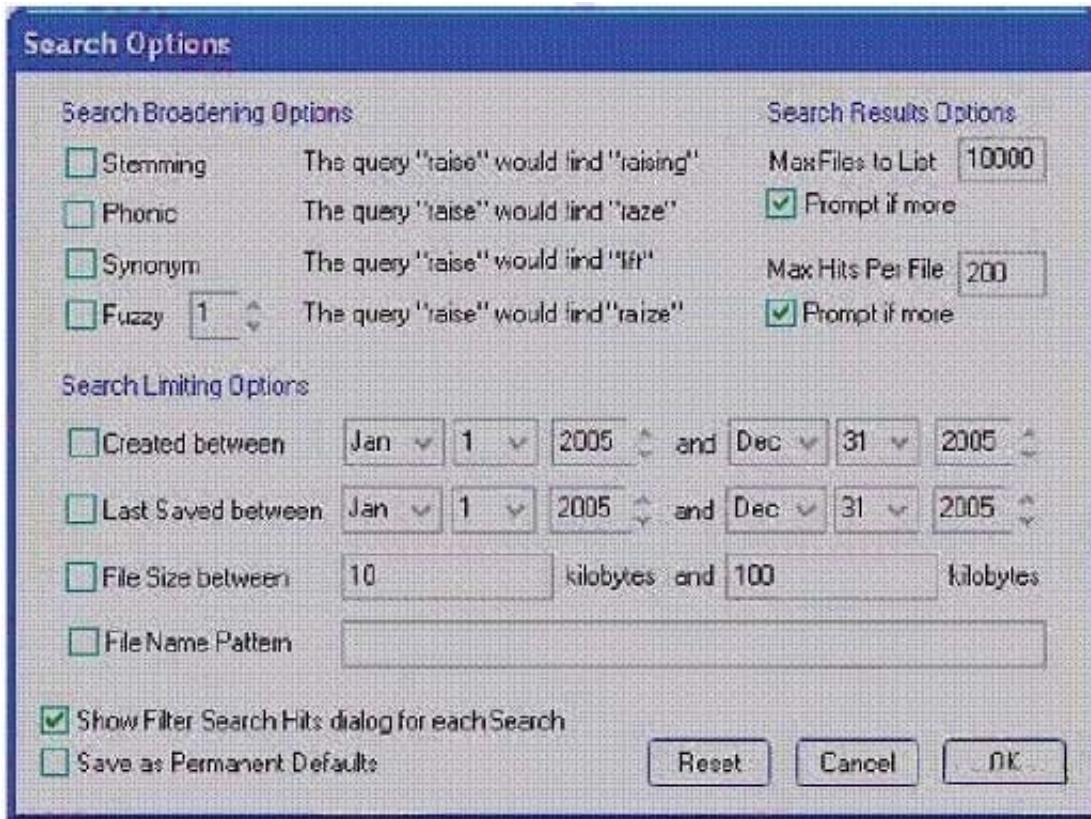 Search Options
Search Broadening Options
Stemming The query "raise" would find "raising"
Phonic The query "raise" would find "raze"
Synonym The query "raise" would find "lift"
Fuzzy 1 The query "raise" would find "raize"
Search Results Options
Max Files to List 10000
Prompt if more
Max Hits Per File 200
Prompt if more
Search Limiting Options
Created between Jan 1 2005 and Dec 31 2005
Last Saved between Jan 1 2005 and Dec 31 2005
File Size between 10 kilobytes and 100 kilobytes
File Name Pattern
Show Filter Search Hits dialog for each Search
Save as Permanent Defaults
Reset Cancel OK